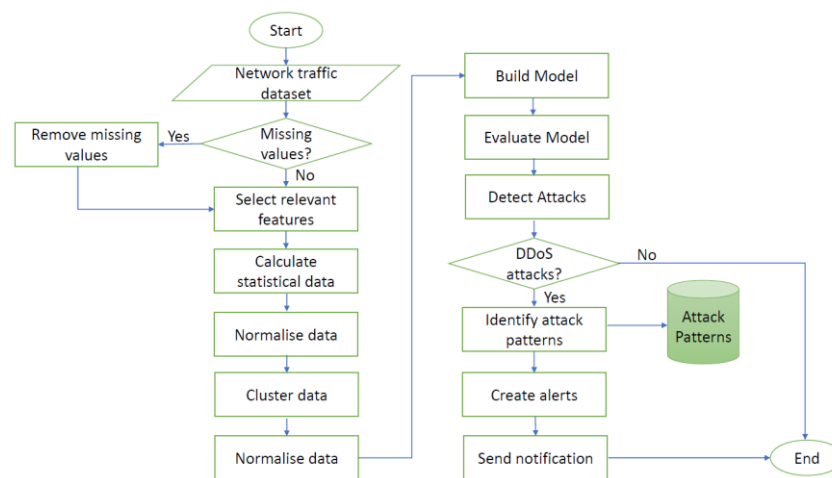 Start
Network traffic
dataset
Missing
values?
Yes
Remove missing
values
No
Select relevant
features
Calculate
statistical data
Normalise data
Cluster data
Normalise data
Build Model
Evaluate Model
Detect Attacks
DDoS
attacks?
No
Yes
Identify attack
patterns
Attack
Patterns
Create alerts
Send notification
End